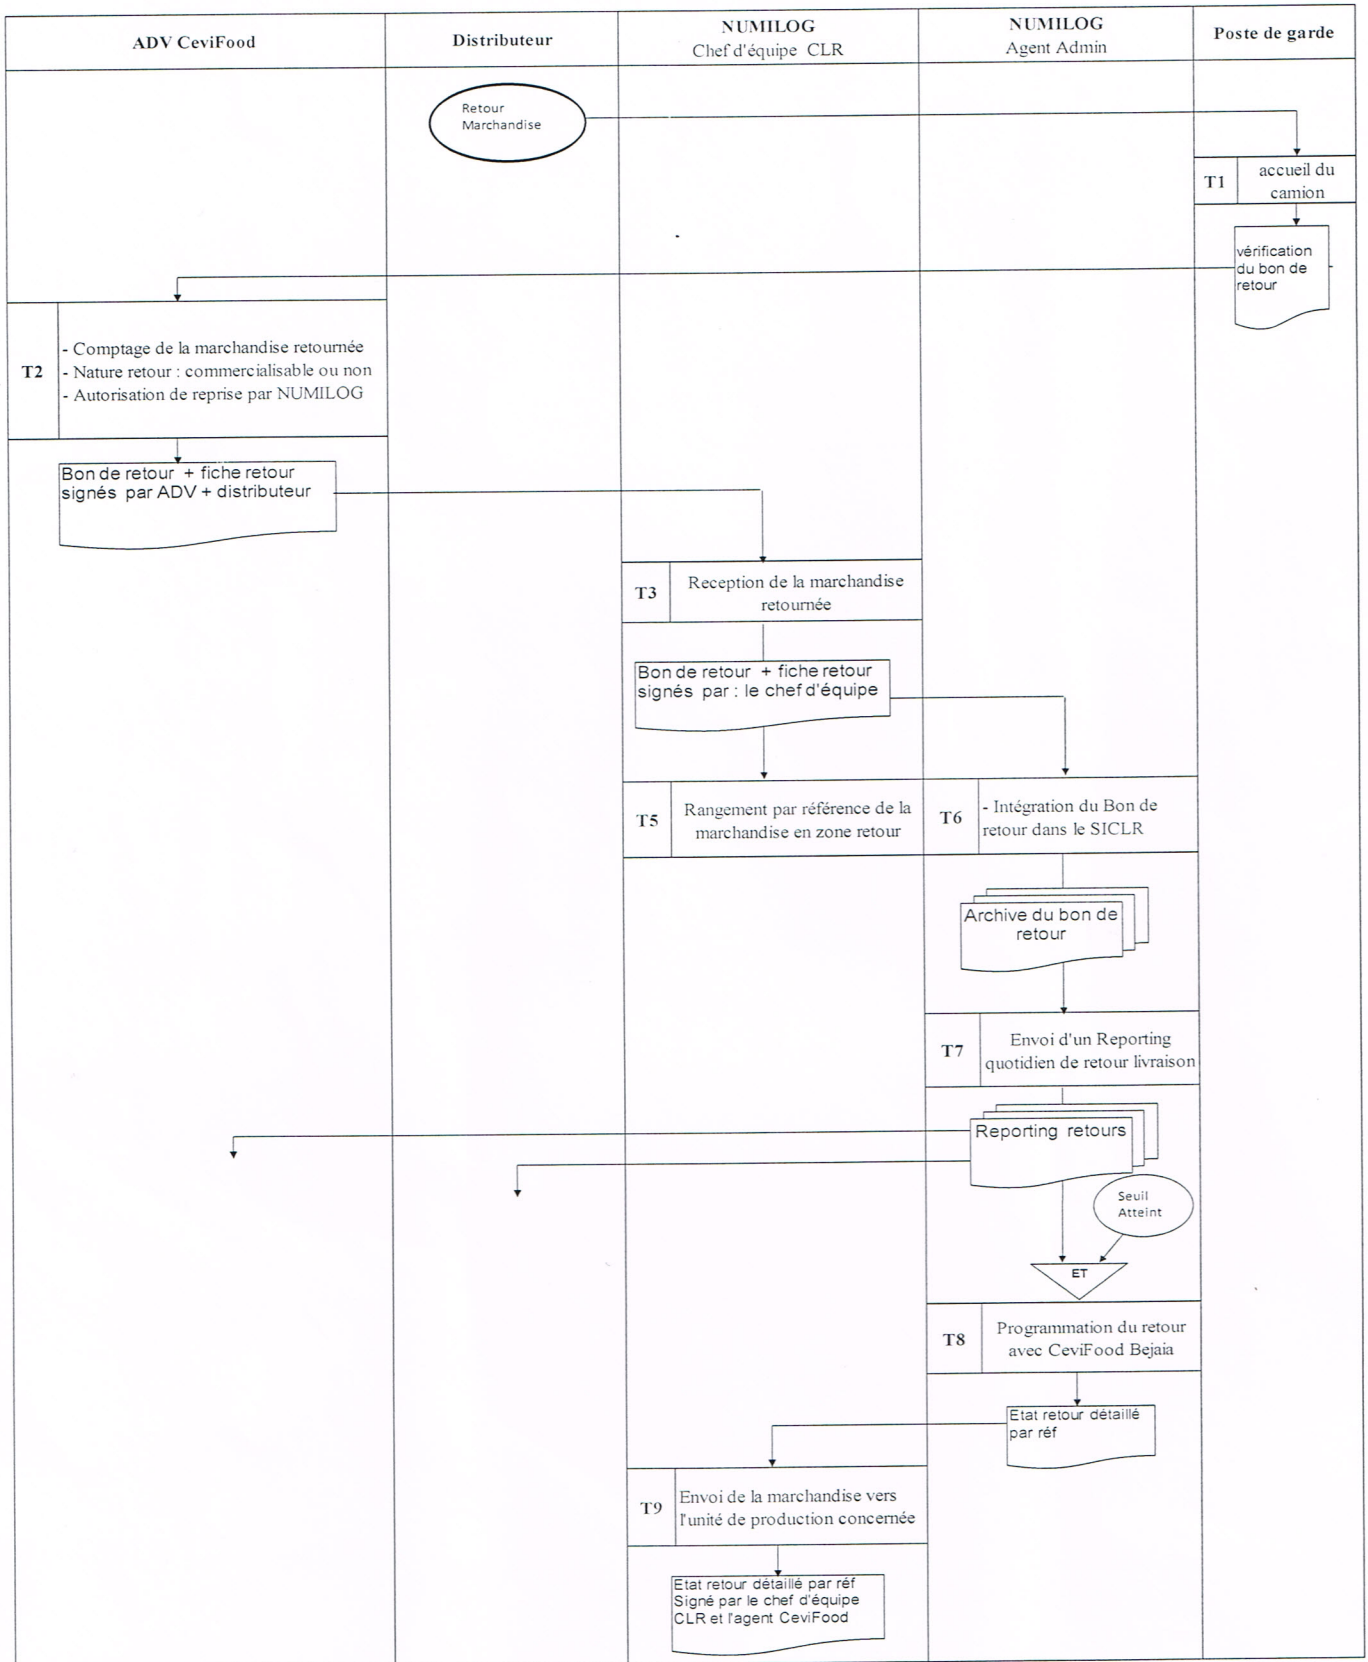 ADV CeviFood
Distributeur
NUMILOG
Chef d'équipe CLR
NUMILOG
Agent Admin
Poste de garde
Retour
Marchandise
T1
accueil du
camion
vérification
du bon de
retour
T2
- Comptage de la marchandise retournée
- Nature retour : commercialisable ou non
- Autorisation de reprise par NUMILOG
Bon de retour + fiche retour
signés par ADV + distributeur
T3
Reception de la marchandise
retournée
Bon de retour + fiche retour
signés par : le chef d'équipe
T5
Rangement par référence de la
marchandise en zone retour
T6
- Intégration du Bon de
retour dans le SICLR
Archive du bon de
retour
T7
Envoi d'un Reporting
quotidien de retour livraison
Reporting retours
Seuil
Atteint
ET
T8
Programmation du retour
avec CeviFood Bejaia
Etat retour détaillé
par réf
T9
Envoi de la marchandise vers
l'unité de production concernée
Etat retour détaillé par réf
Signé par le chef d'équipe
CLR et l'agent CeviFood